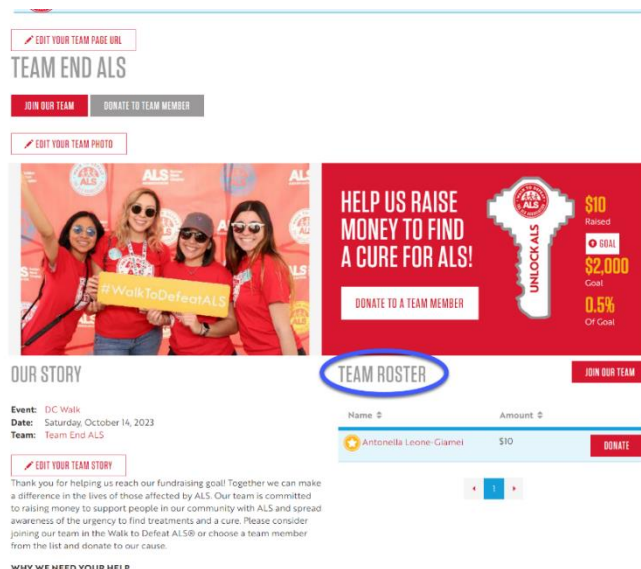 EDIT YOUR TEAM PAGE URL
TEAM END ALS
JOIN OUR TEAM
DONATE TO TEAM MEMBER
EDIT YOUR TEAM PHOTO
ALS
#WalkToDefeatALS
HELP US RAISE
MONEY TO FIND
A CURE FOR ALS!
DONATE TO A TEAM MEMBER
ALS
UNLOCK ALS
$10
Raised
GOAL
$2,000
Goal
0.5%
Of Goal
OUR STORY
Event: DC Walk
Date: Saturday, October 14, 2023
Team: Team End ALS
EDIT YOUR TEAM STORY
Thank you for helping us reach our fundraising goal! Together we can make
a difference in the lives of those affected by ALS. Our team is committed
to raising money to support people in our community with ALS and spread
awareness of the urgency to find treatments and a cure. Please consider
joining our team in the Walk to Defeat ALS® or choose a team member
from the list and donate to our cause.
WHY WE NEED YOUR HELP
TEAM ROSTER
JOIN OUR TEAM
Name Amount
Antonella Leone-Giamei $10 DONATE
1